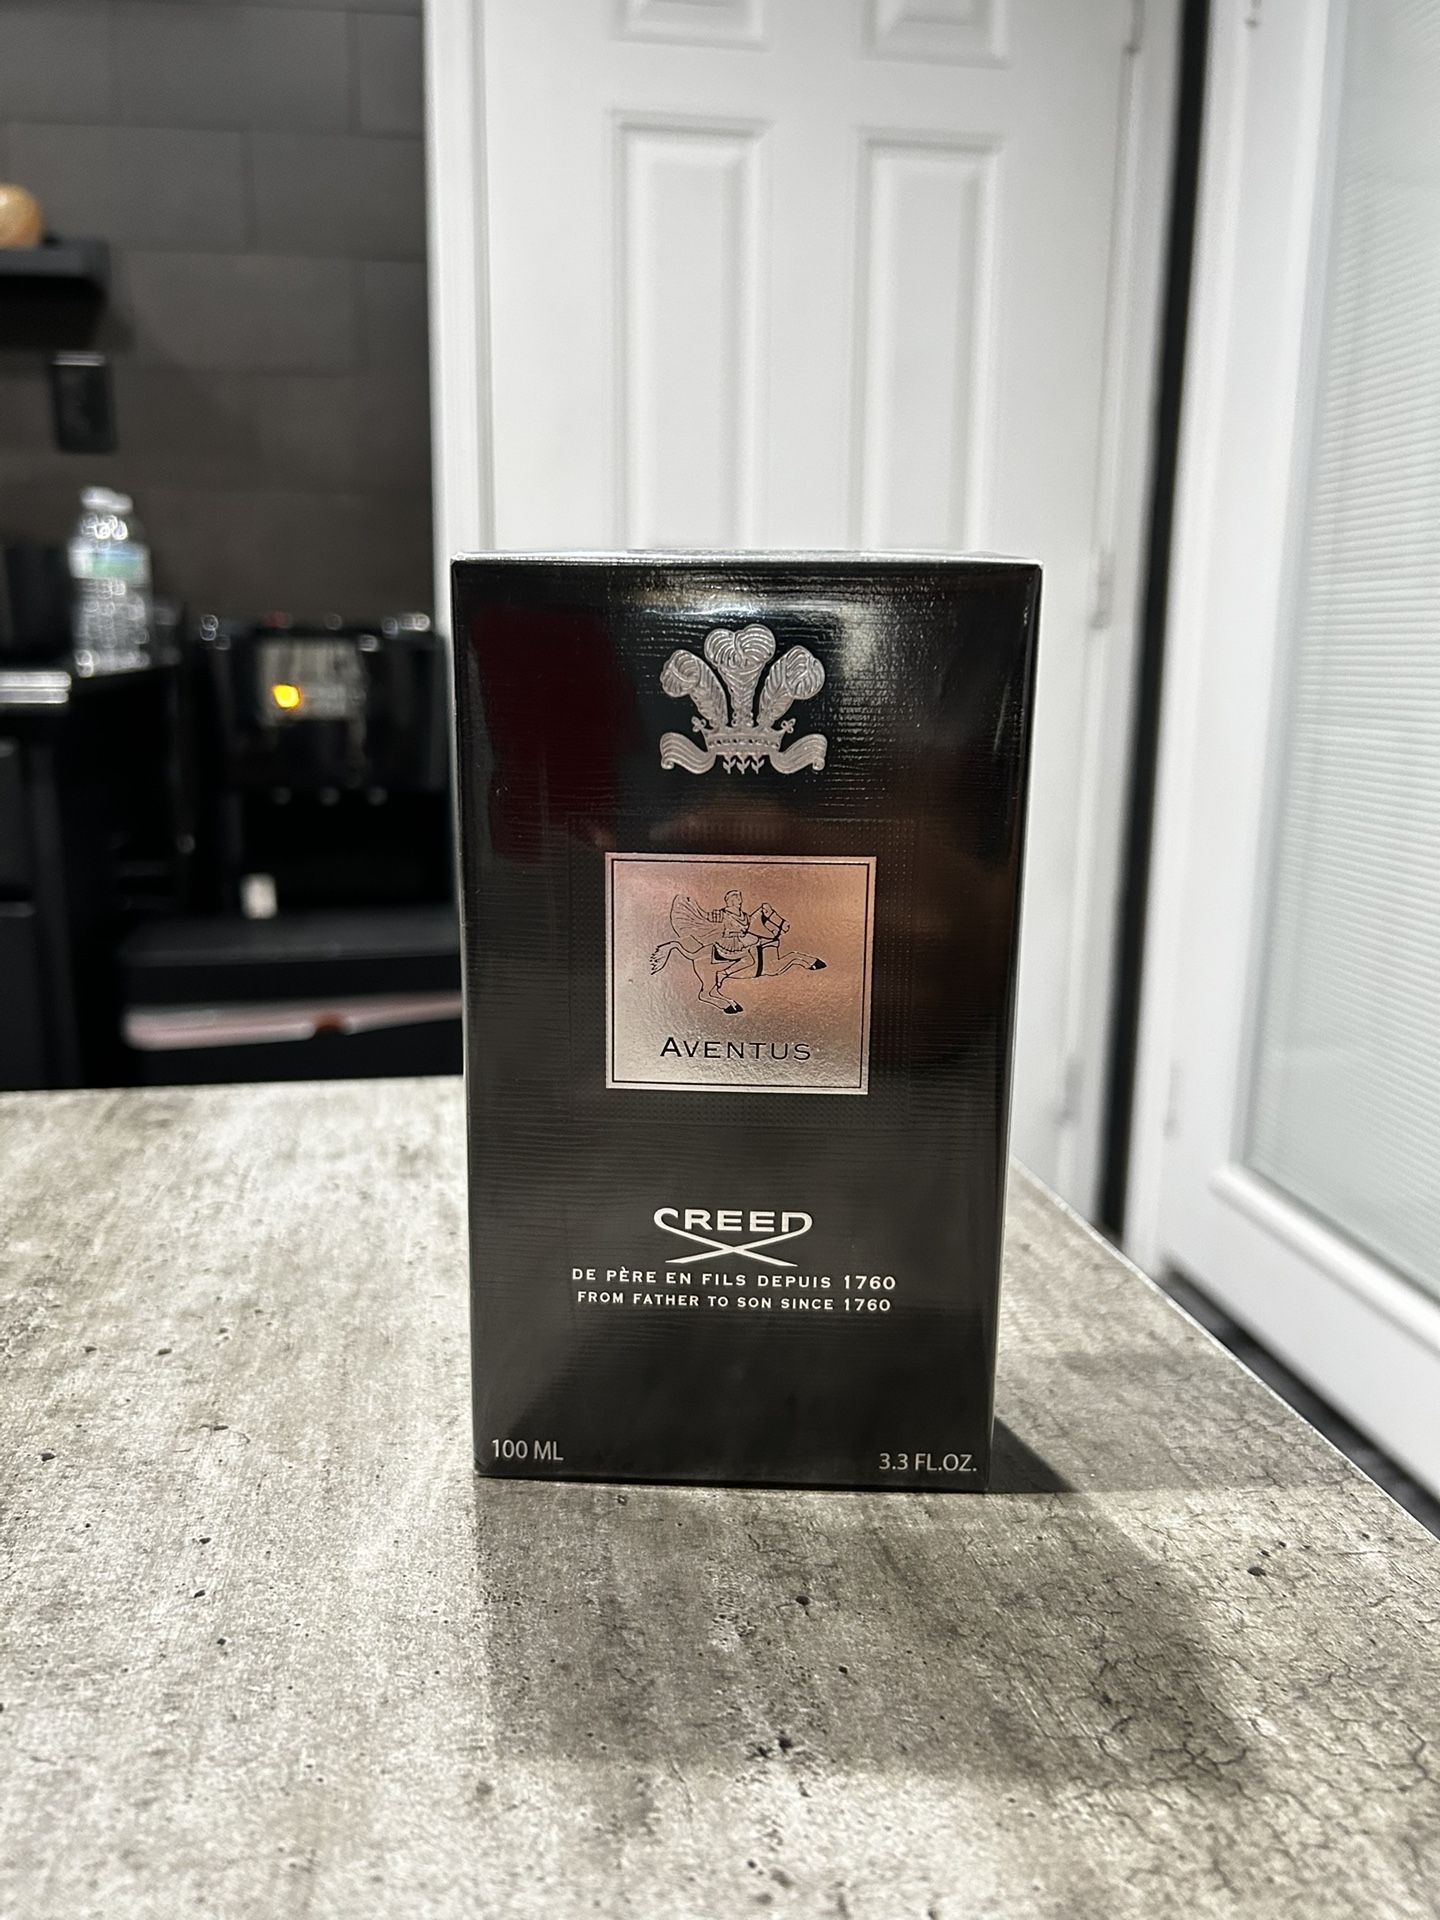 AVENTUS
CREED
DE PÈRE EN FILS DEPUIS 1760
FROM FATHER TO SON SINCE 1760
100 ML
3.3 FL.OZ.